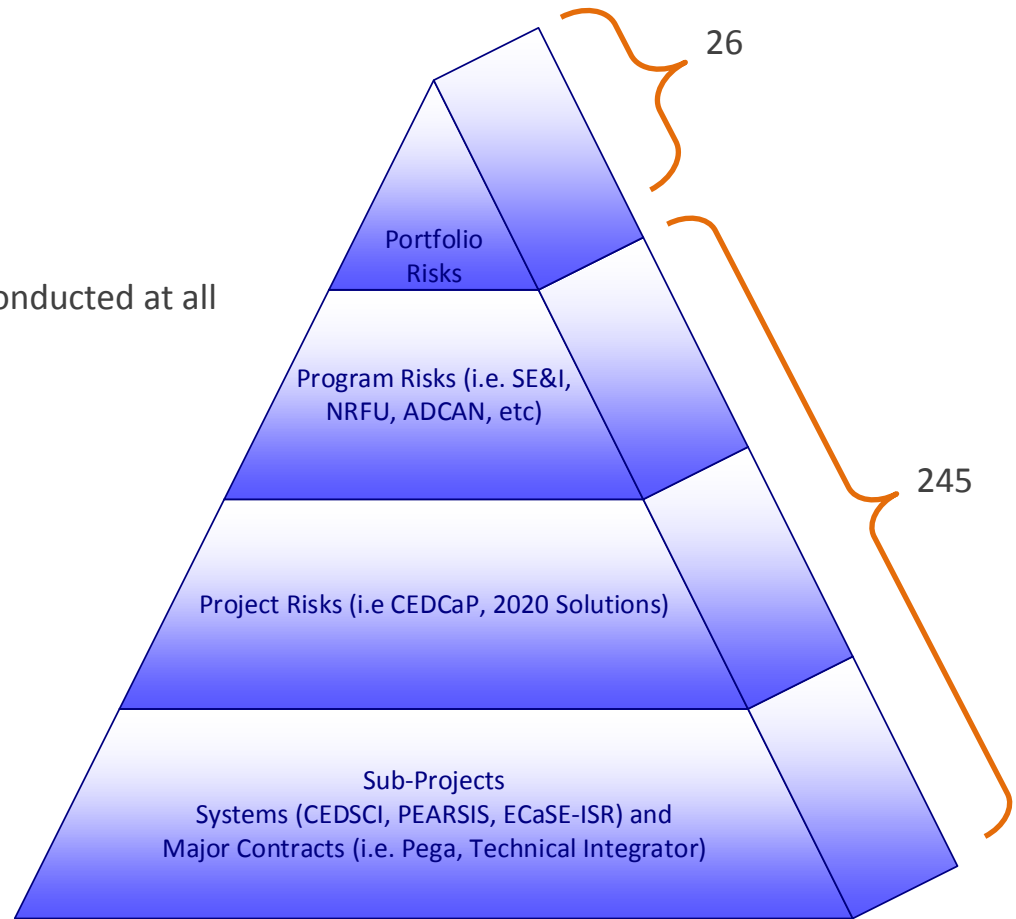 26
Portfolio
Risks
onducted at all
Program Risks (i.e. SE&I,
NRFU, ADCAN, etc)
245
Project Risks (i.e CEDCaP, 2020 Solutions)
Sub-Projects
Systems (CEDSCI, PEARSIS, ECaSE-ISR) and
Major Contracts (i.e. Pega, Technical Integrator)